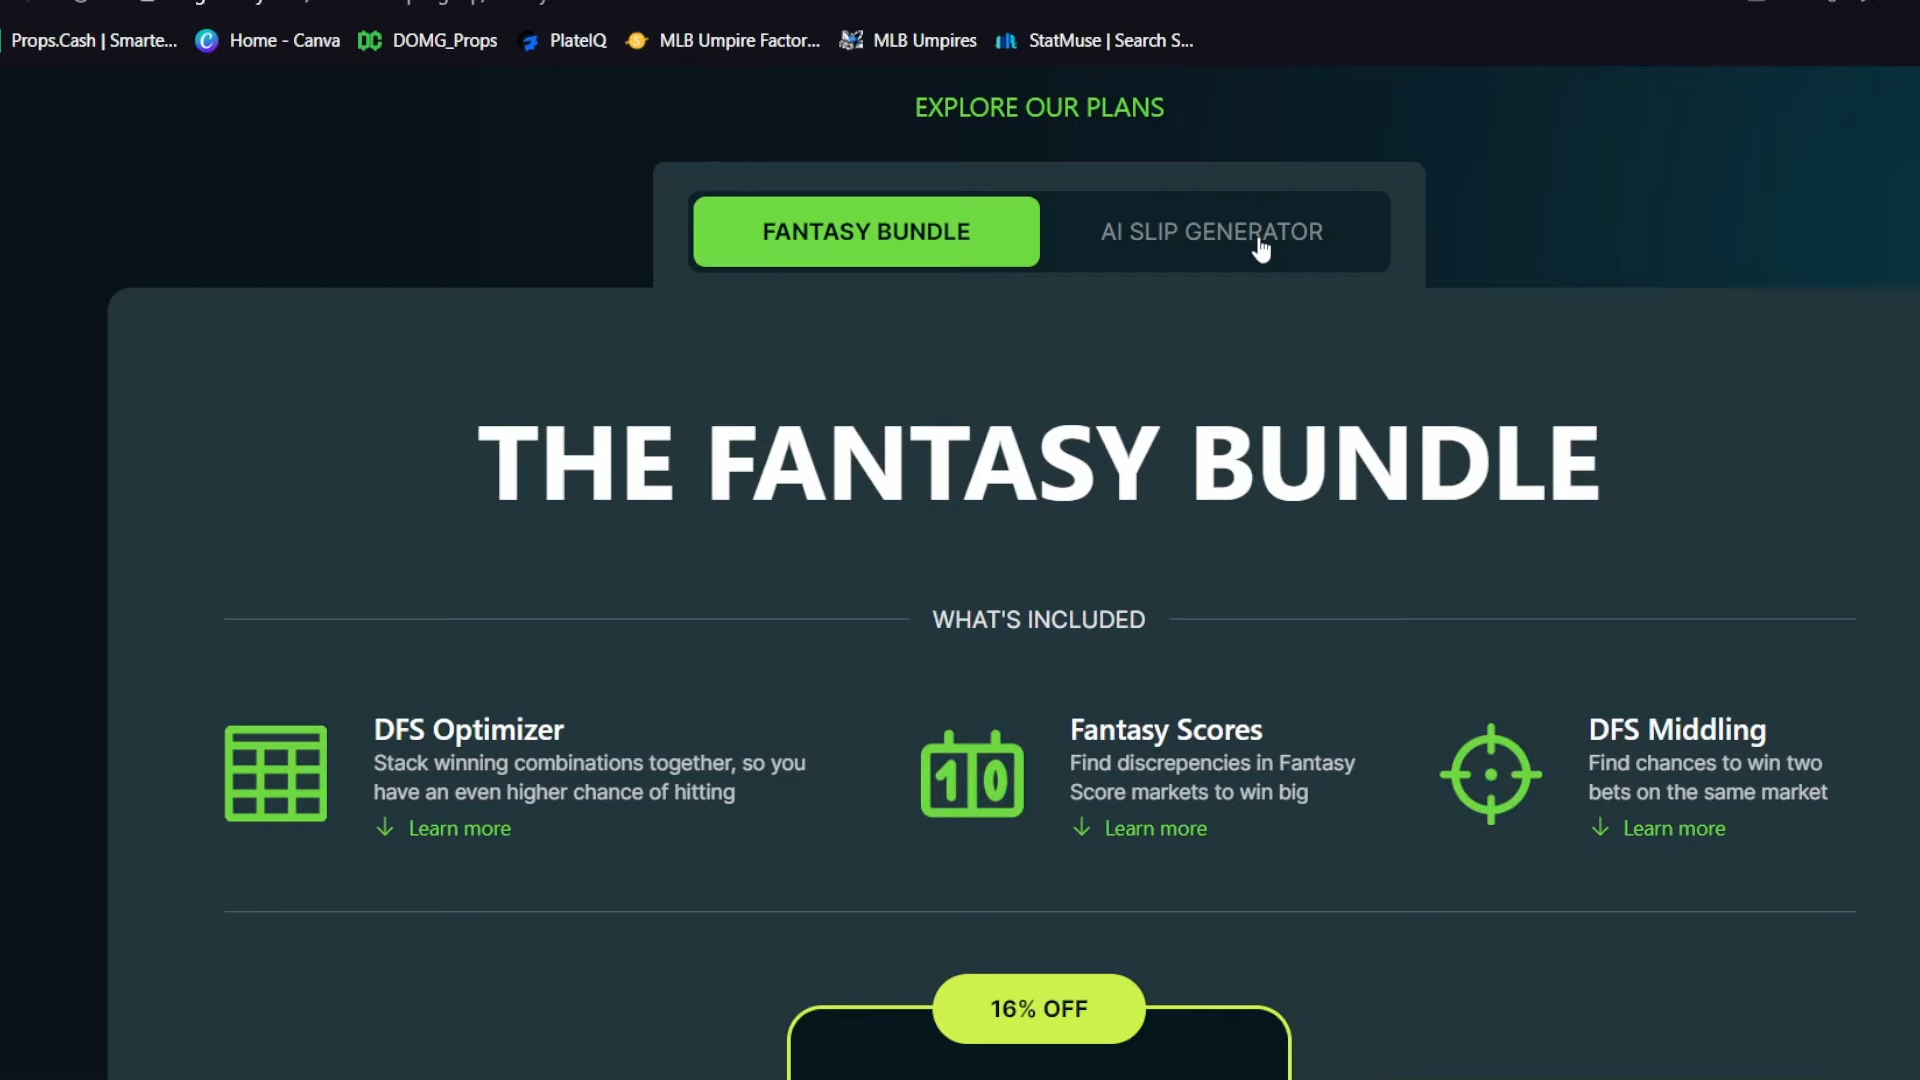 Props.Cash | Smarte... Home - Canva DOMG_Props PlateIQ MLB Umpire Factor... MLB Umpires StatMuse | Search S...
EXPLORE OUR PLANS
FANTASY BUNDLE AI SLIP GENERATOR
THE FANTASY BUNDLE
WHAT'S INCLUDED
DFS Optimizer
Stack winning combinations together, so you
have an even higher chance of hitting
Learn more
10
Fantasy Scores
Find discrepencies in Fantasy
Score markets to win big
Learn more
DFS Middling
Find chances to win two
bets on the same market
Learn more
16% OFF